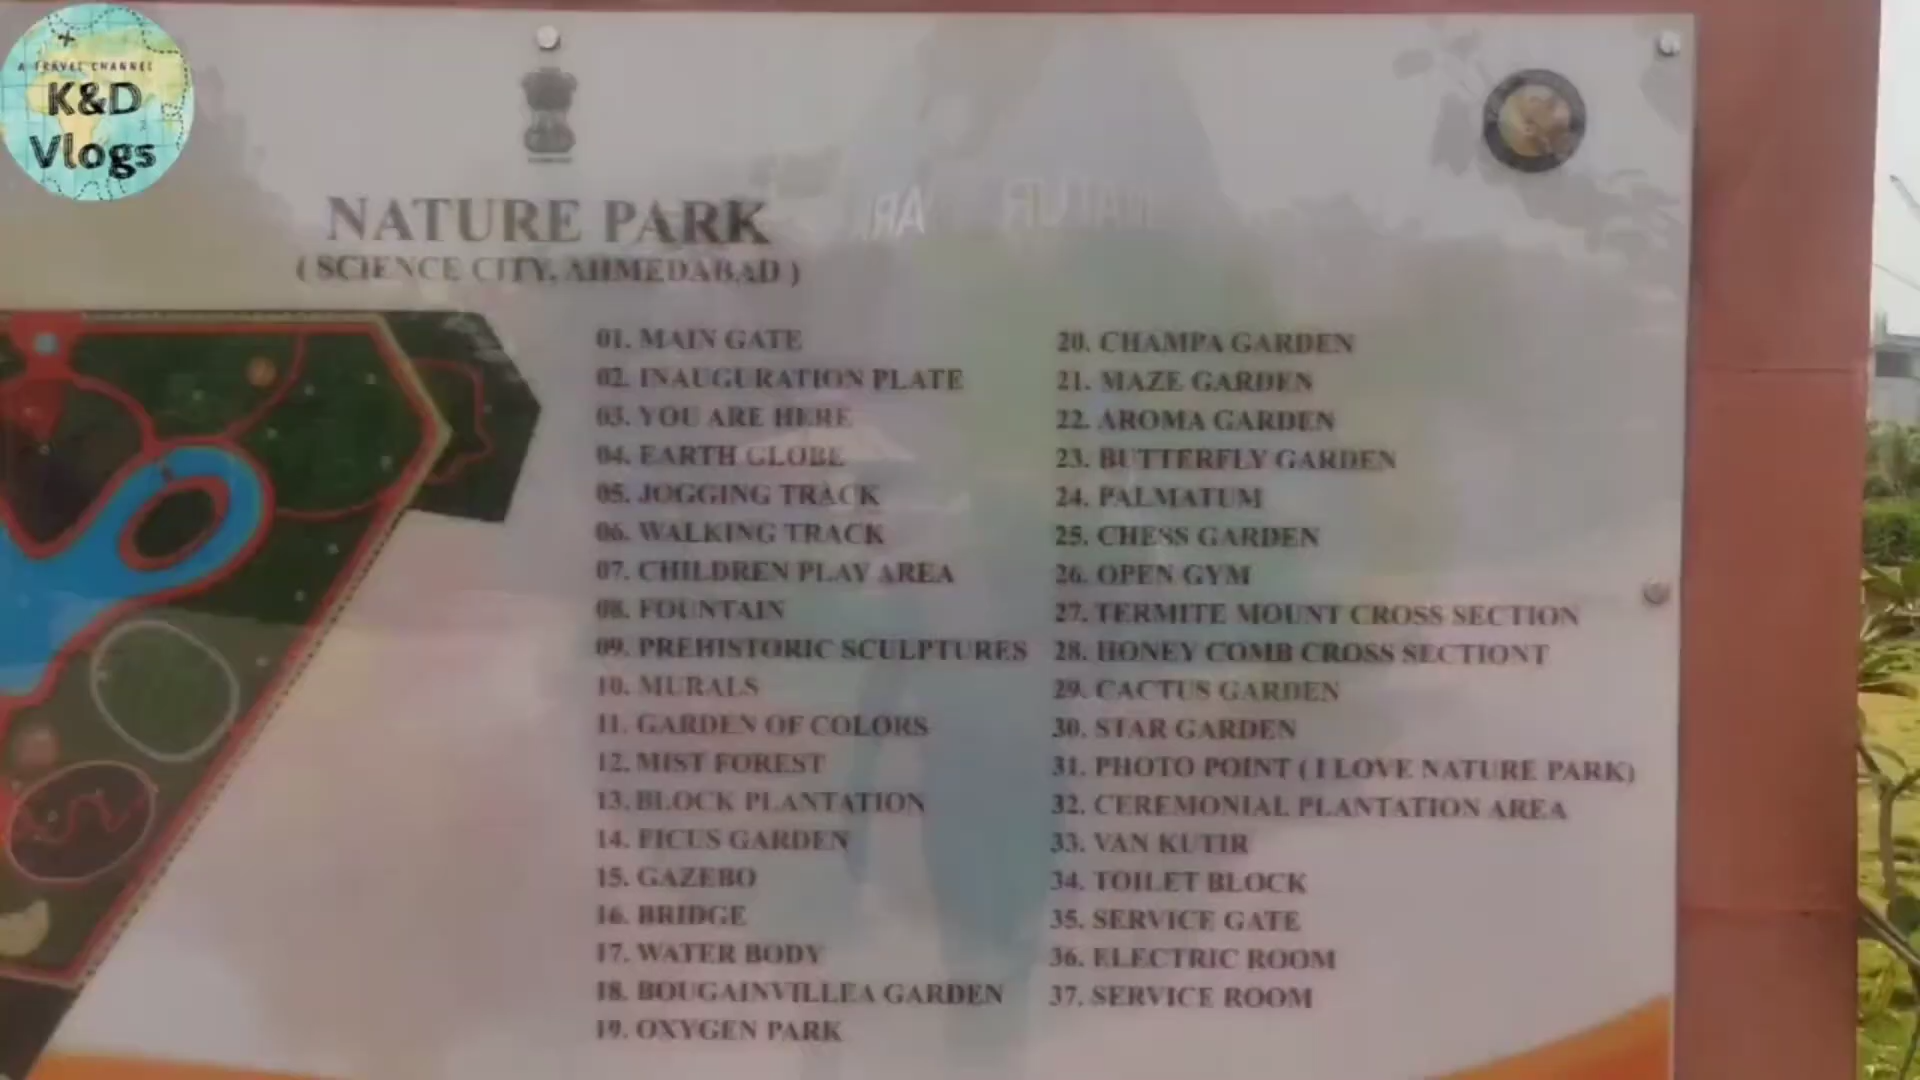 A TRAVEL CHANNEL
K&D
Vlogs
NATURE PARK
( SCIENCE CITY, AHMEDABAD )
01. MAIN GATE
02. INAUGURATION PLATE
03. YOU ARE HERE
04. EARTH GLOBE
05. JOGGING TRACK
06. WALKING TRACK
07. CHILDREN PLAY AREA
08. FOUNTAIN
09. PREHISTORIC SCULPTURES
10. MURALS
11. GARDEN OF COLORS
12. MIST FOREST
13. BLOCK PLANTATION
14. FICUS GARDEN
15. GAZEBO
16. BRIDGE
17. WATER BODY
18. BOUGAINVILLEA GARDEN
19. OXYGEN PARK
20. CHAMPA GARDEN
21. MAZE GARDEN
22. AROMA GARDEN
23. BUTTERFLY GARDEN
24. PALMATUM
25. CHESS GARDEN
26. OPEN GYM
27. TERMITE MOUNT CROSS SECTION
28. HONEY COMB CROSS SECTIONT
29. CACTUS GARDEN
30. STAR GARDEN
31. PHOTO POINT ( I LOVE NATURE PARK)
32. CEREMONIAL PLANTATION AREA
33. VAN KUTIR
34. TOILET BLOCK
35. SERVICE GATE
36. ELECTRIC ROOM
37. SERVICE ROOM